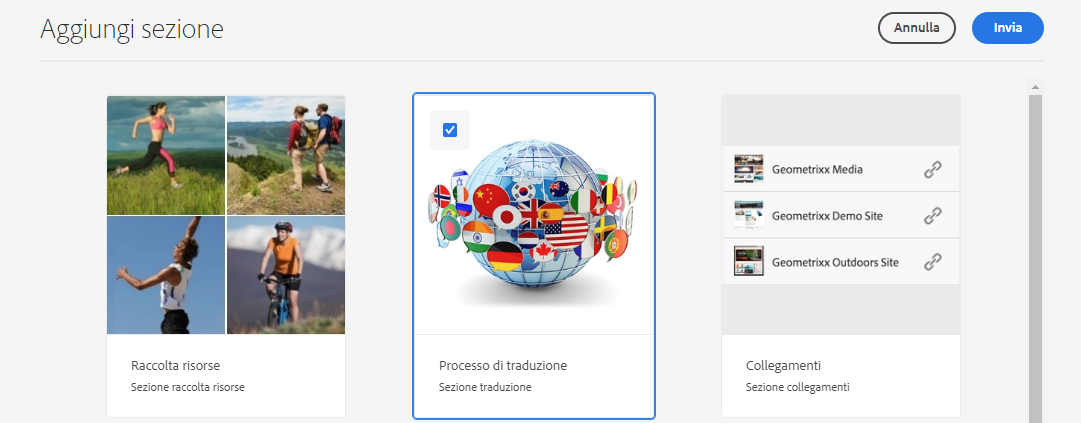 Aggiungi sezione
Annulla
Invia
Geometrixx Media
Geometrixx Demo Site
Geometrixx Outdoors Site
Raccolta risorse
Sezione raccolta risorse
Processo di traduzione
Sezione traduzione
Collegamenti
Sezione collegamenti